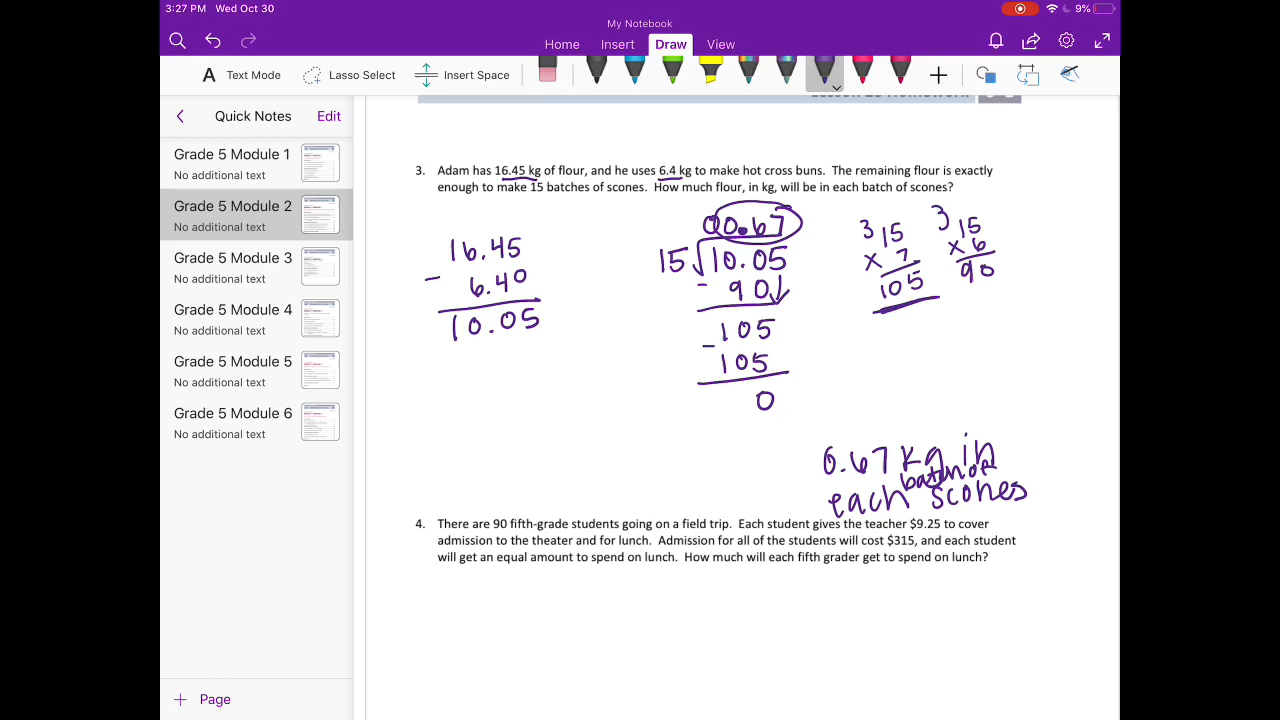 3:27 PM Wed Oct 30
9%
My Notebook
Home Insert Draw View
Text Mode Lasso Select Insert Space
Quick Notes Edit
Grade 5 Module 1
No additional text
Grade 5 Module 2
No additional text
Grade 5 Module 3
No additional text
Grade 5 Module 4
No additional text
Grade 5 Module 5
No additional text
Grade 5 Module 6
No additional text
+ Page
3. Adam has 16.45 kg of flour, and he uses 6.4 kg to make hot cross buns. The remaining flour is exactly
enough to make 15 batches of scones. How much flour, in kg, will be in each batch of scones?
16.45
- 6.40
10.05
00.67
15 10.05
- 90
105
- 105
0
3 15
x 7
105
3 15
x 6
90
0.67 kg in
each batch of scones
4. There are 90 fifth-grade students going on a field trip. Each student gives the teacher $9.25 to cover
admission to the theater and for lunch. Admission for all of the students will cost $315, and each student
will get an equal amount to spend on lunch. How much will each fifth grader get to spend on lunch?